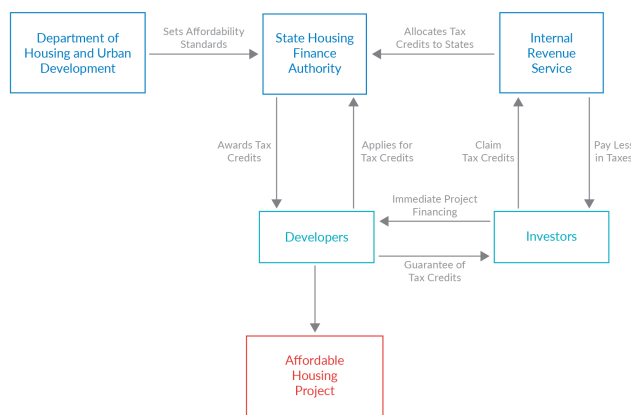 Department of
Housing and Urban
Development
Sets Affordability
Standards
State Housing
Finance
Authority
Allocates Tax
Credits to States
Internal
Revenue
Service
Awards Tax
Credits
Applies for
Tax Credits
Claim
Tax Credits
Pay Less
in Taxes
Developers
Immediate Project
Financing
Investors
Guarantee of
Tax Credits
Affordable
Housing
Project